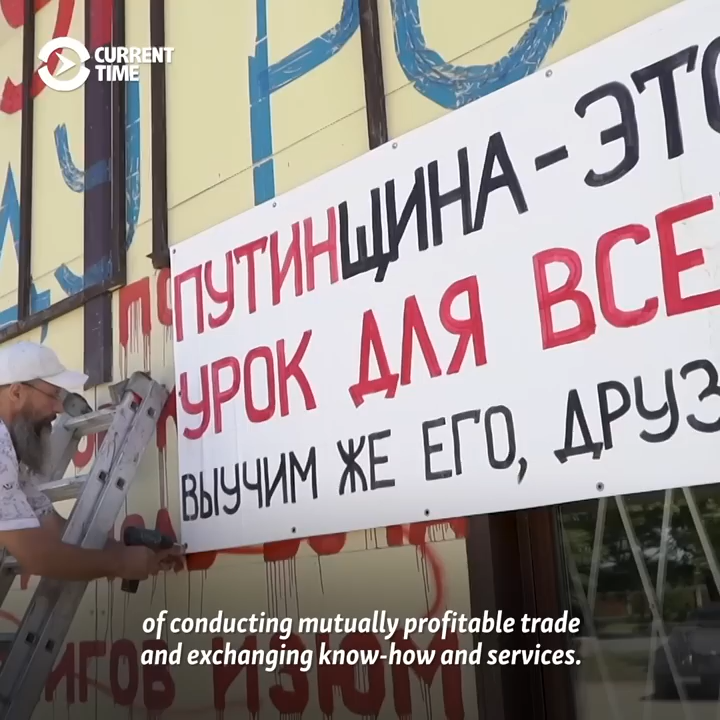 CURRENT
TIME
ПУТИНЩИНА-ЭТО
УРОК ДЛЯ ВСЕ
ВЫУЧИМ ЖЕ ЕГО, ДРУЗ
ИЗЮМ
of conducting mutually profitable trade
and exchanging know-how and services.